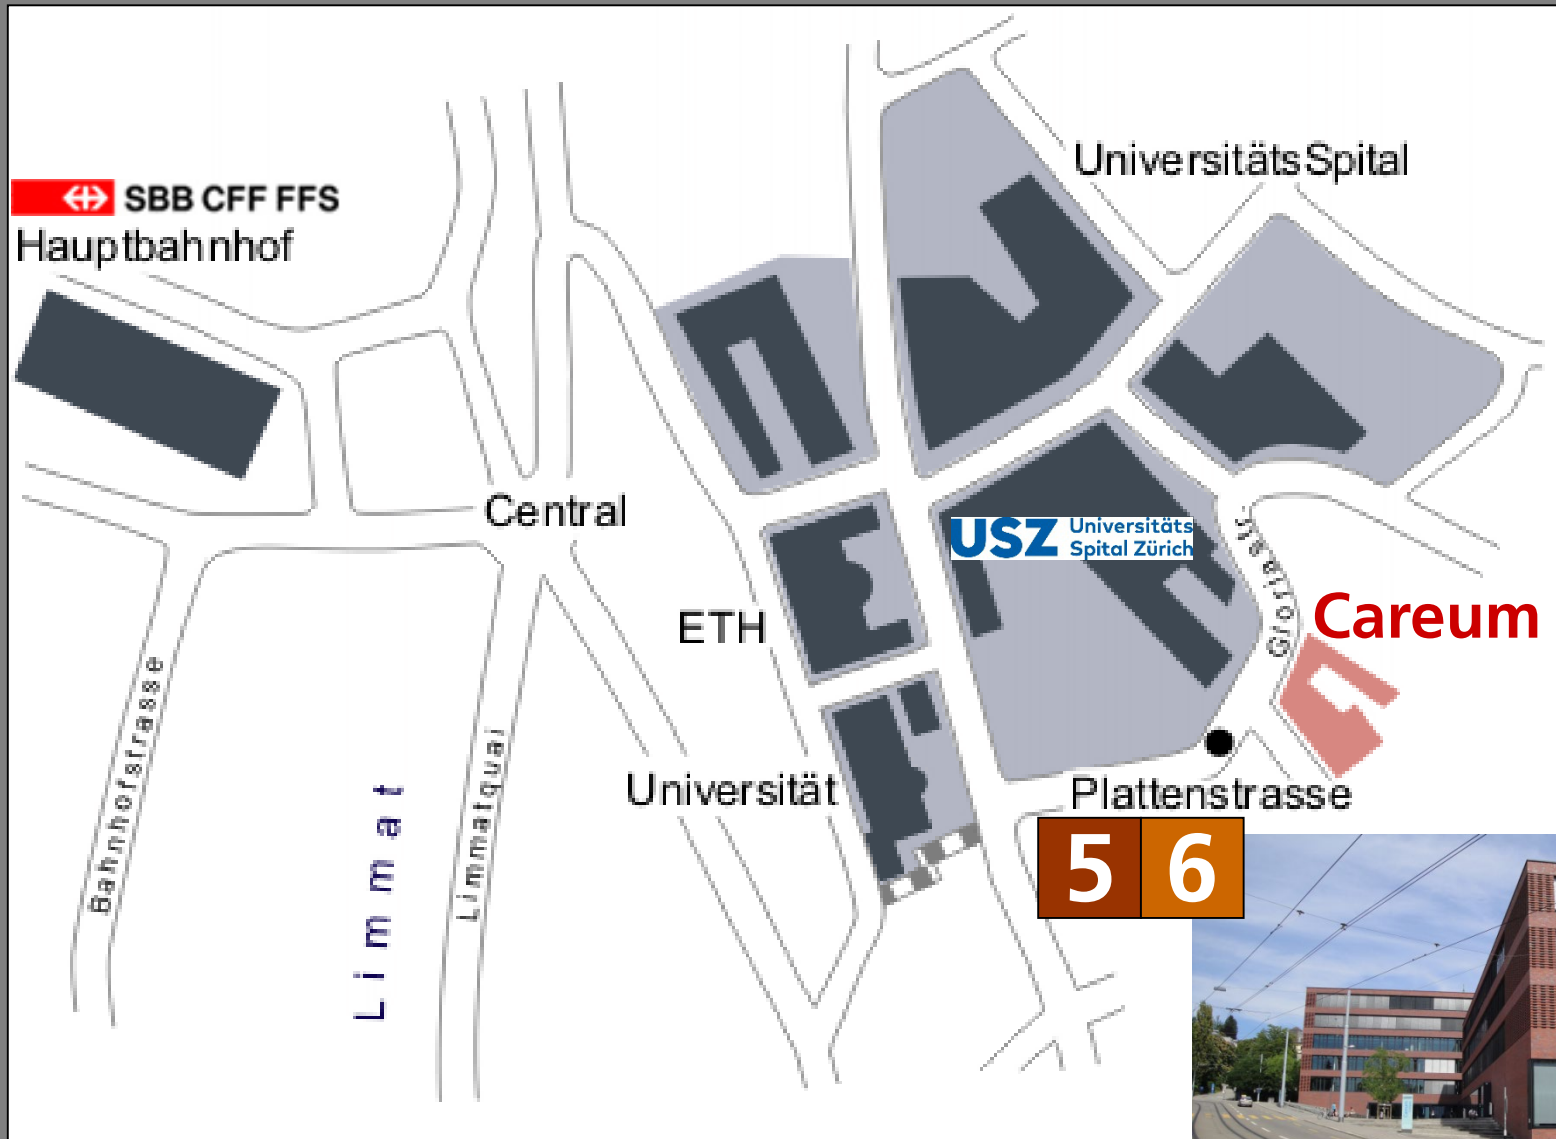 UniversitätsSpital
SBB CFF FFS
Hauptbahnhof
Central
USZ Universitäts
Spital Zürich
Gloriastr.
ETH
Careum
Bahnhofstrasse
Limmat
Limmatquai
Universität
Plattenstrasse
5 6